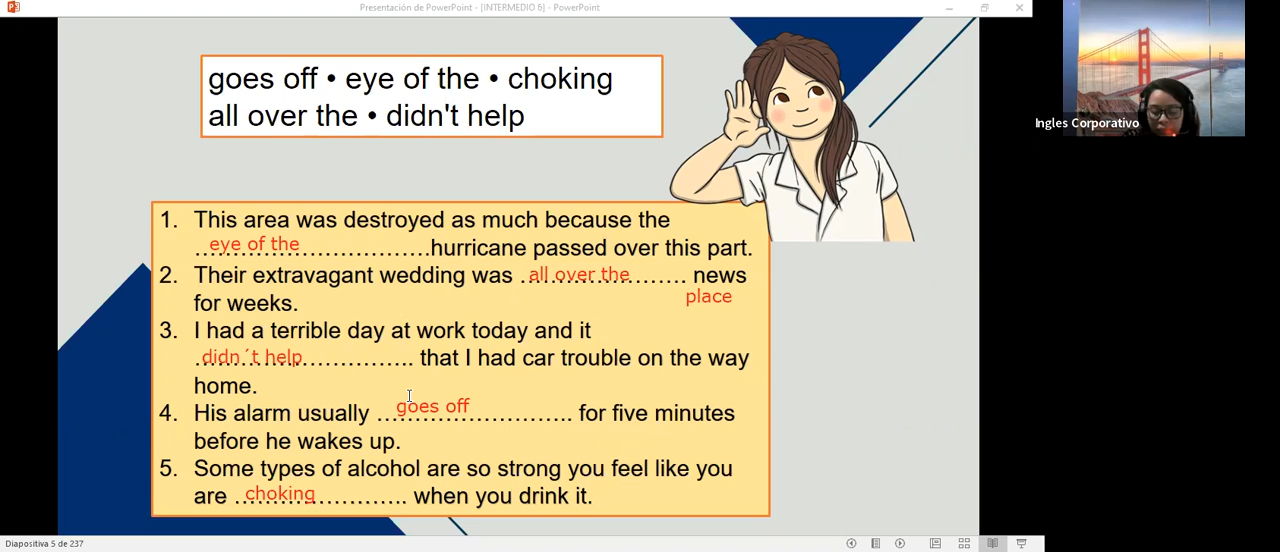 Presentación de PowerPoint - [INTERMEDIO 6] - PowerPoint
goes off • eye of the • choking
all over the • didn't help
Ingles Corporativo
1. This area was destroyed as much because the
eye of the
……………………………hurricane passed over this part.
2. Their extravagant wedding was …all over the……. news
for weeks.
place
3. I had a terrible day at work today and it
didn´t help
………………………….. that I had car trouble on the way
home.
4. His alarm usually …goes off………….. for five minutes
before he wakes up.
5. Some types of alcohol are so strong you feel like you
are …choking……….. when you drink it.
Diapositiva 5 de 237